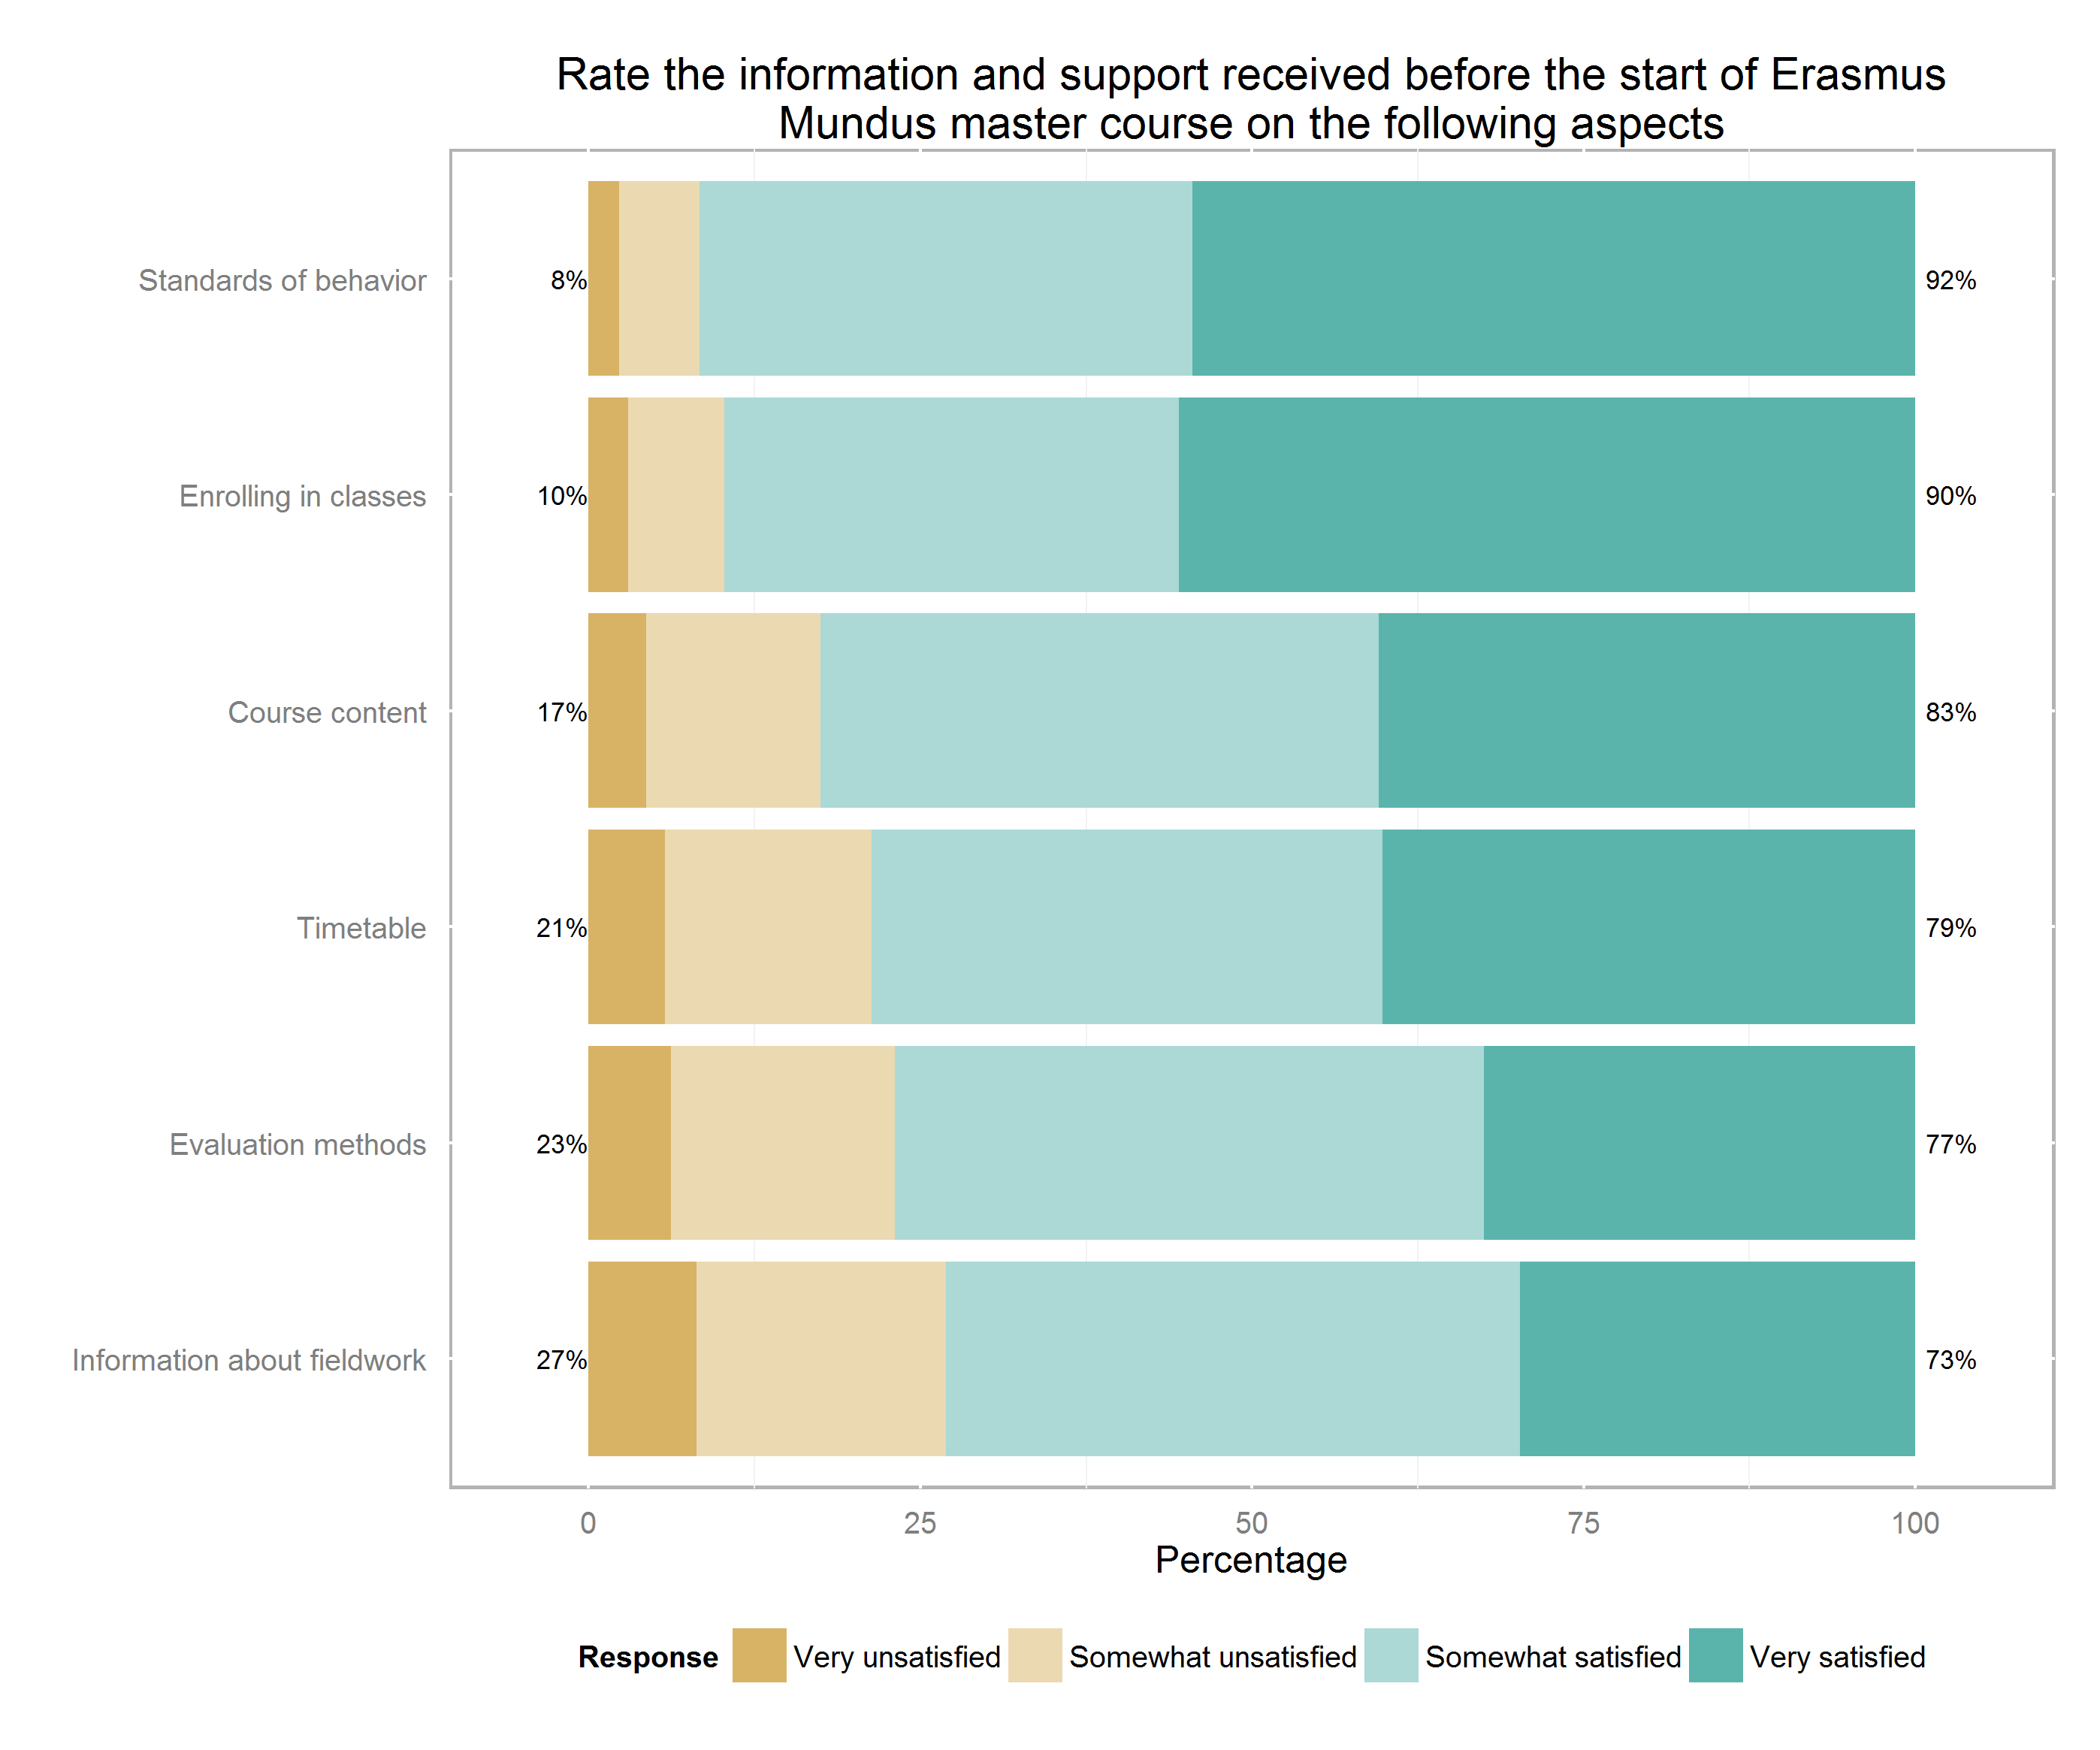 Rate the information and support received before the start of Erasmus
Mundus master course on the following aspects
Standards of behavior 8% 92%
Enrolling in classes 10% 90%
Course content 17% 83%
Timetable 21% 79%
Evaluation methods 23% 77%
Information about fieldwork 27% 73%
0 25 50 75 100
Percentage
Response Very unsatisfied Somewhat unsatisfied Somewhat satisfied Very satisfied